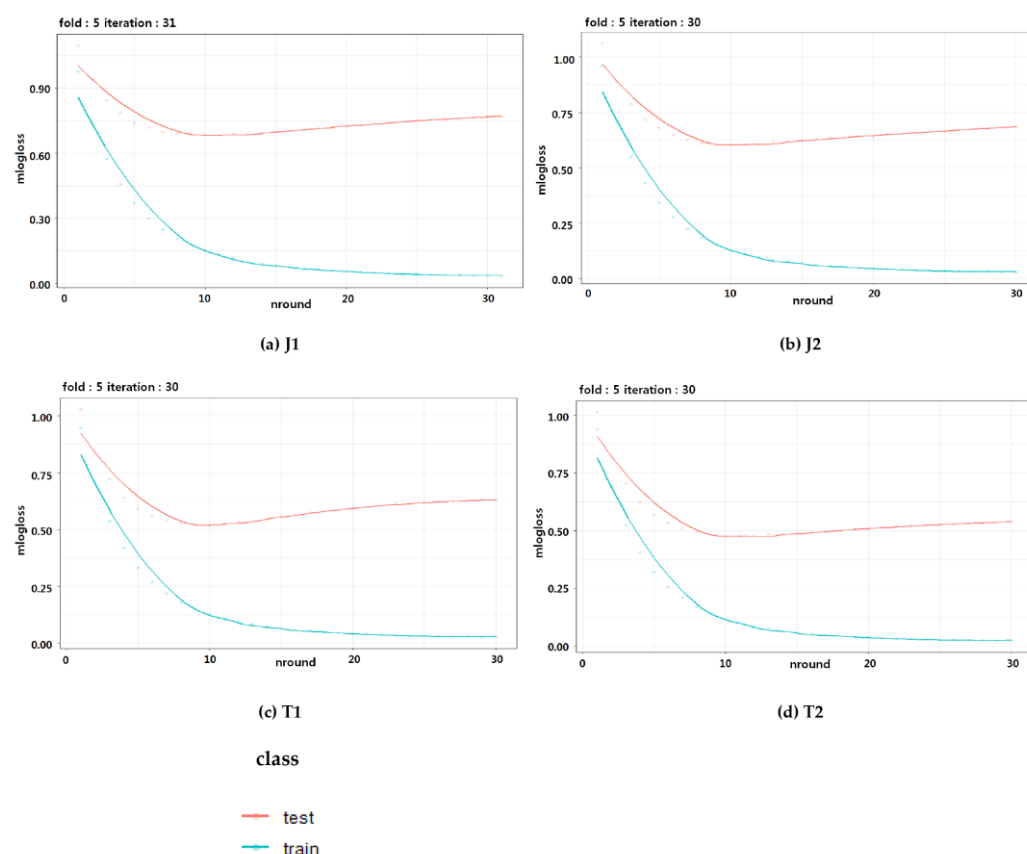 fold : 5 iteration : 31
mlogloss
0.90
0.60
0.30
0.00
0 10 20 30
nround
(a) J1
fold : 5 iteration : 30
mlogloss
1.00
0.75
0.50
0.25
0.00
0 10 20 30
nround
(b) J2
fold : 5 iteration : 30
mlogloss
1.00
0.75
0.50
0.25
0.00
0 10 20 30
nround
(c) T1
fold : 5 iteration : 30
mlogloss
1.00
0.75
0.50
0.25
0.00
0 10 20 30
nround
(d) T2
class
test
train